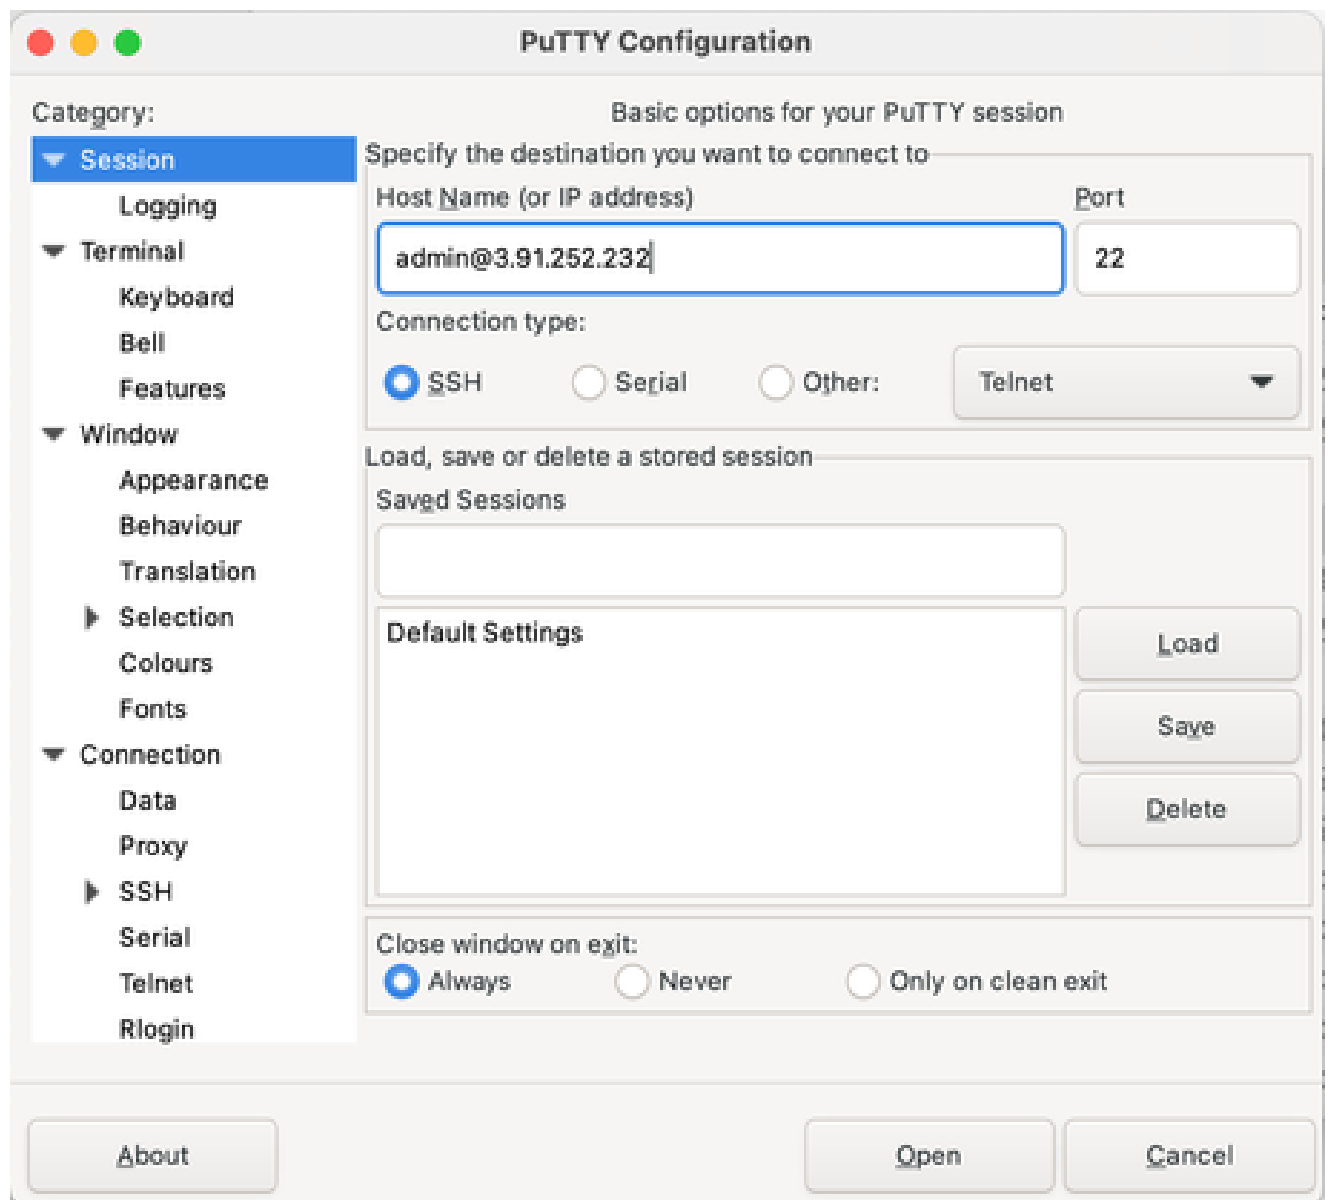 PuTTY Configuration
Category:
Session
Logging
Terminal
Keyboard
Bell
Features
Window
Appearance
Behaviour
Translation
Selection
Colours
Fonts
Connection
Data
Proxy
SSH
Serial
Telnet
Rlogin
Basic options for your PuTTY session
Specify the destination you want to connect to
Host Name (or IP address) Port
admin@3.91.252.232 22
Connection type:
SSH Serial Other: Telnet
Load, save or delete a stored session
Saved Sessions
Default Settings
Load
Save
Delete
Close window on exit:
Always Never Only on clean exit
About Open Cancel